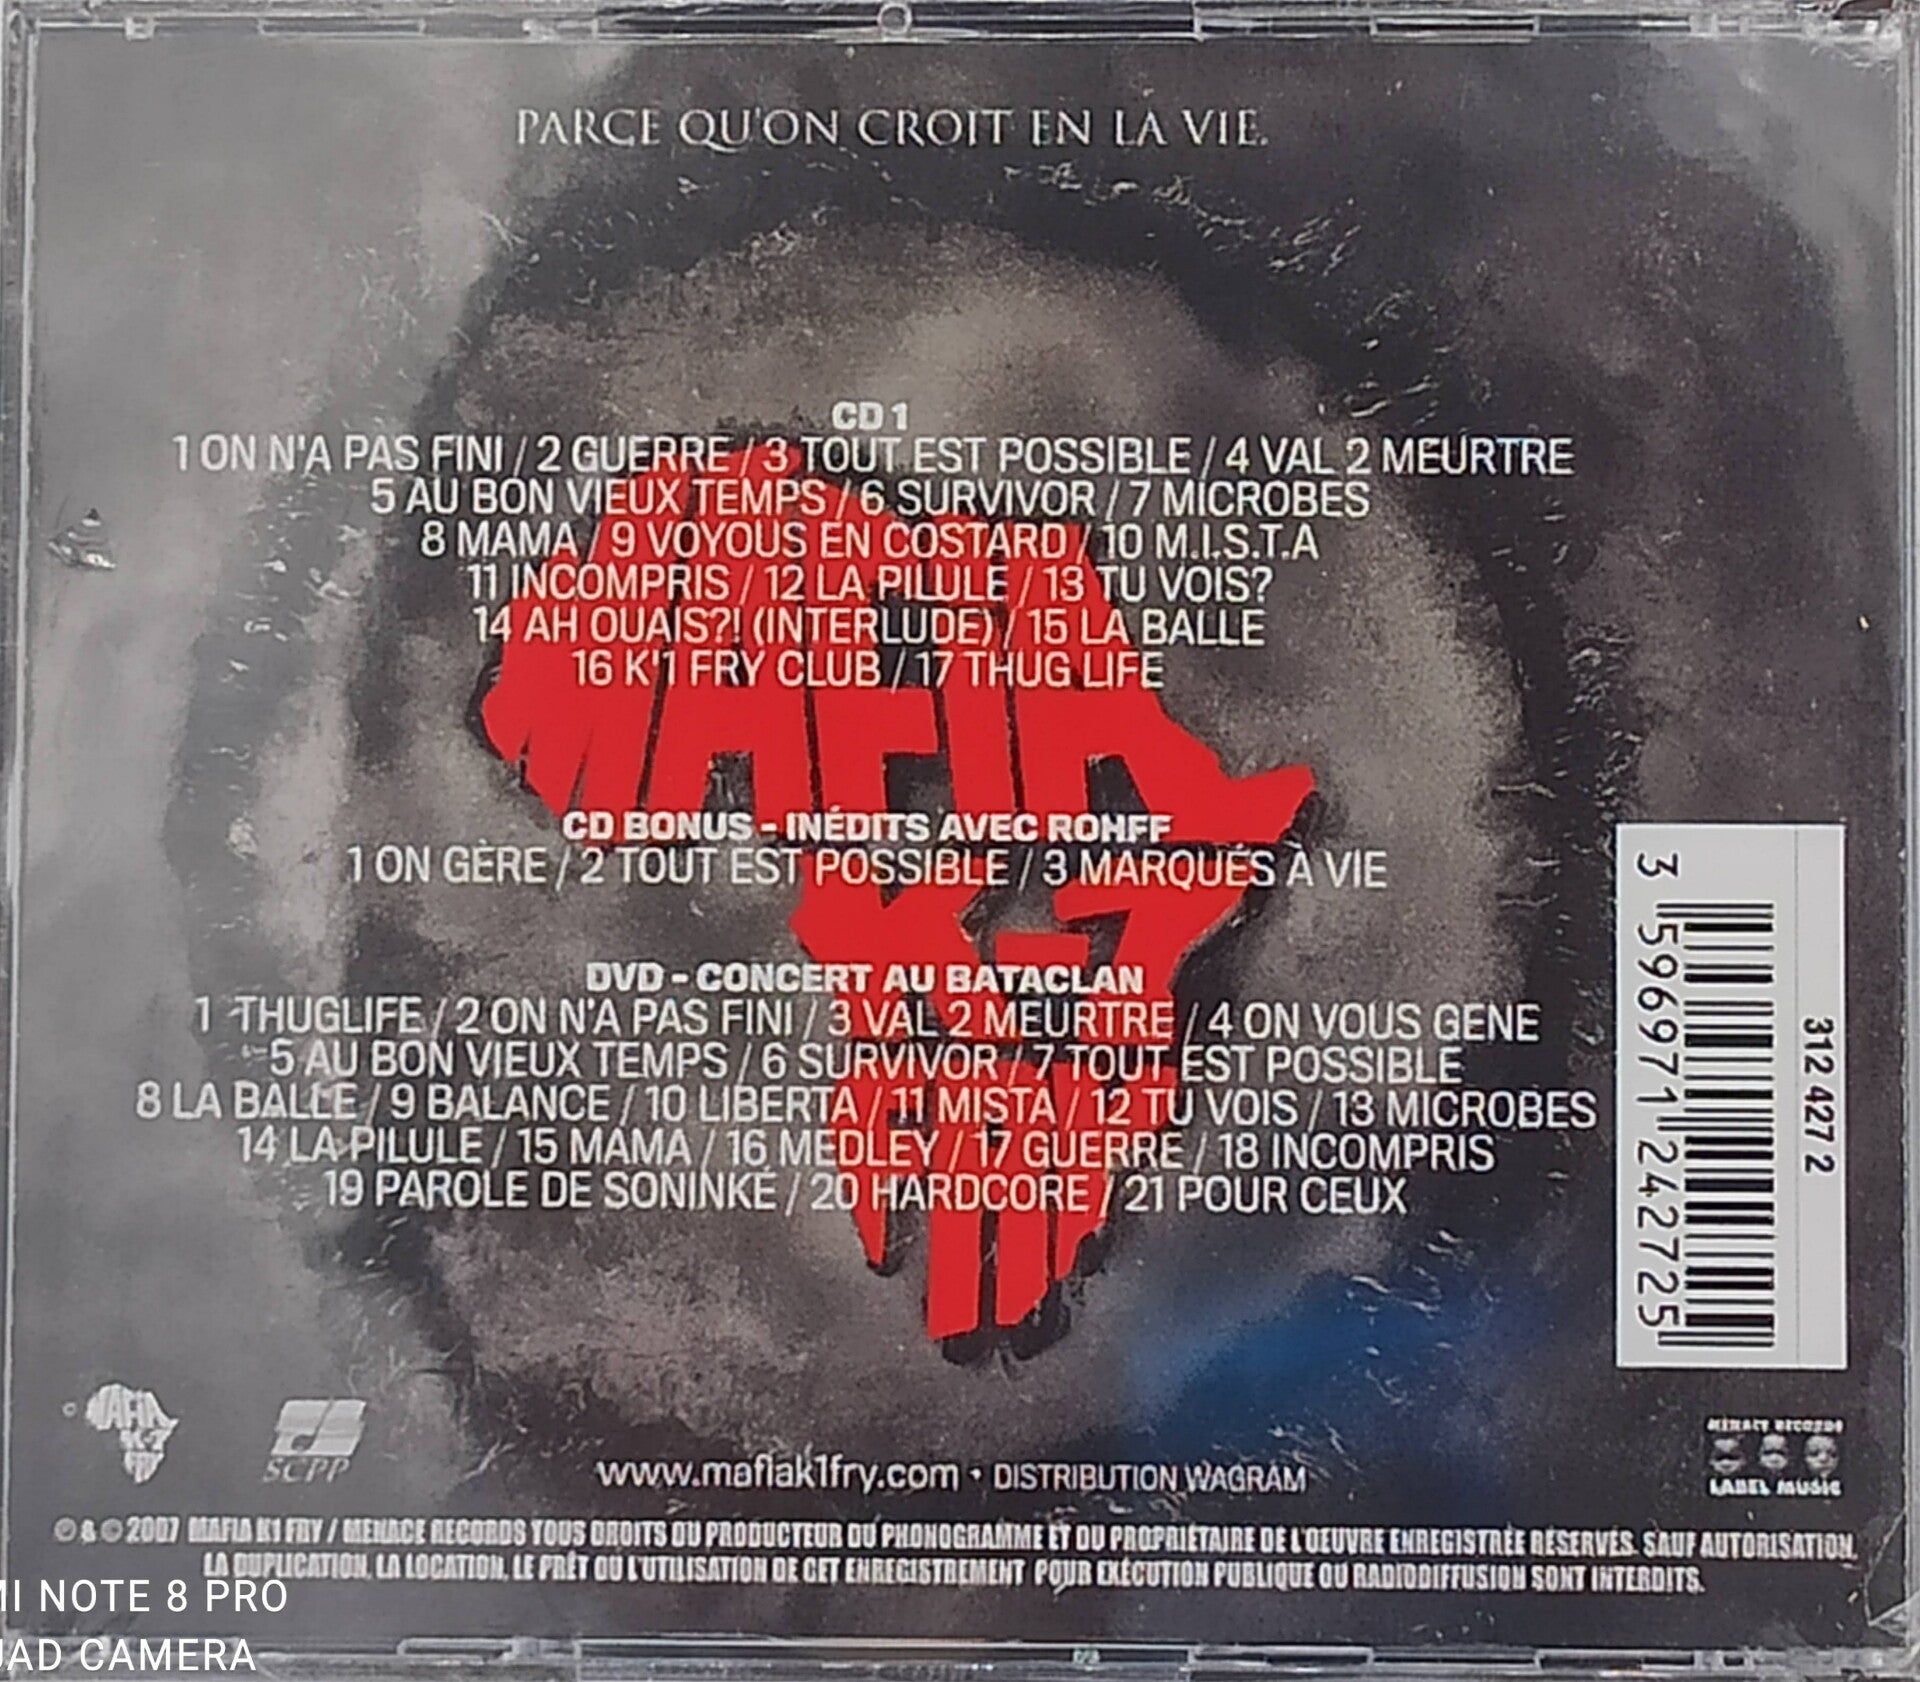 PARCE QU'ON CROIT EN LA VIE.
CD 1
1 ON N'A PAS FINI / 2 GUERRE / 3 TOUT EST POSSIBLE / 4 VAL 2 MEURTRE
5 AU BON VIEUX TEMPS / 6 SURVIVOR / 7 MICROBES
8 MAMA / 9 VOYOUS EN COSTARD / 10 M.I.S.T.A
11 INCOMPRIS / 12 LA PILULE / 13 TU VOIS?
14 AH OUAIS?! (INTERLUDE) / 15 LA BALLE
16 K'1 FRY CLUB / 17 THUG LIFE
MAFIA
CD BONUS - INÉDITS AVEC ROHFF
1 ON GÈRE / 2 TOUT EST POSSIBLE / 3 MARQUÉS À VIE
K-1
FRY
DVD - CONCERT AU BATACLAN
1 THUGLIFE / 2 ON N'A PAS FINI / 3 VAL 2 MEURTRE / 4 ON VOUS GENE
5 AU BON VIEUX TEMPS / 6 SURVIVOR / 7 TOUT EST POSSIBLE
8 LA BALLE / 9 BALANCE / 10 LIBERTA / 11 MISTA / 12 TU VOIS / 13 MICROBES
14 LA PILULE / 15 MAMA / 16 MEDLEY / 17 GUERRE / 18 INCOMPRIS
19 PAROLE DE SONINKE / 20 HARDCORE / 21 POUR CEUX
312 427 2
3 596971 242725
© MAFIA K-1 FRY
SCPP
www.mafiak1fry.com • DISTRIBUTION WAGRAM
MENACE RECORDS
LABEL MUSIC
℗ & © 2007 MAFIA K1 FRY / MENACE RECORDS TOUS DROITS DU PRODUCTEUR DU PHONOGRAMME ET DU PROPRIÉTAIRE DE L'OEUVRE ENREGISTRÉE RÉSERVÉS. SAUF AUTORISATION,
LA DUPLICATION, LA LOCATION, LE PRÊT OU L'UTILISATION DE CET ENREGISTREMENT POUR EXÉCUTION PUBLIQUE OU RADIODIFFUSION SONT INTERDITS.
MI NOTE 8 PRO
UAD CAMERA